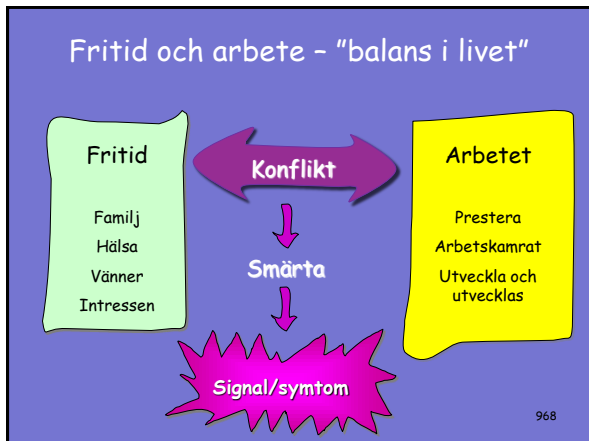 Fritid och arbete – ”balans i livet”
Fritid
Familj
Hälsa
Vänner
Intressen
Konflikt
Smärta
Signal/symtom
Arbetet
Prestera
Arbetskamrat
Utveckla och
utvecklas
968